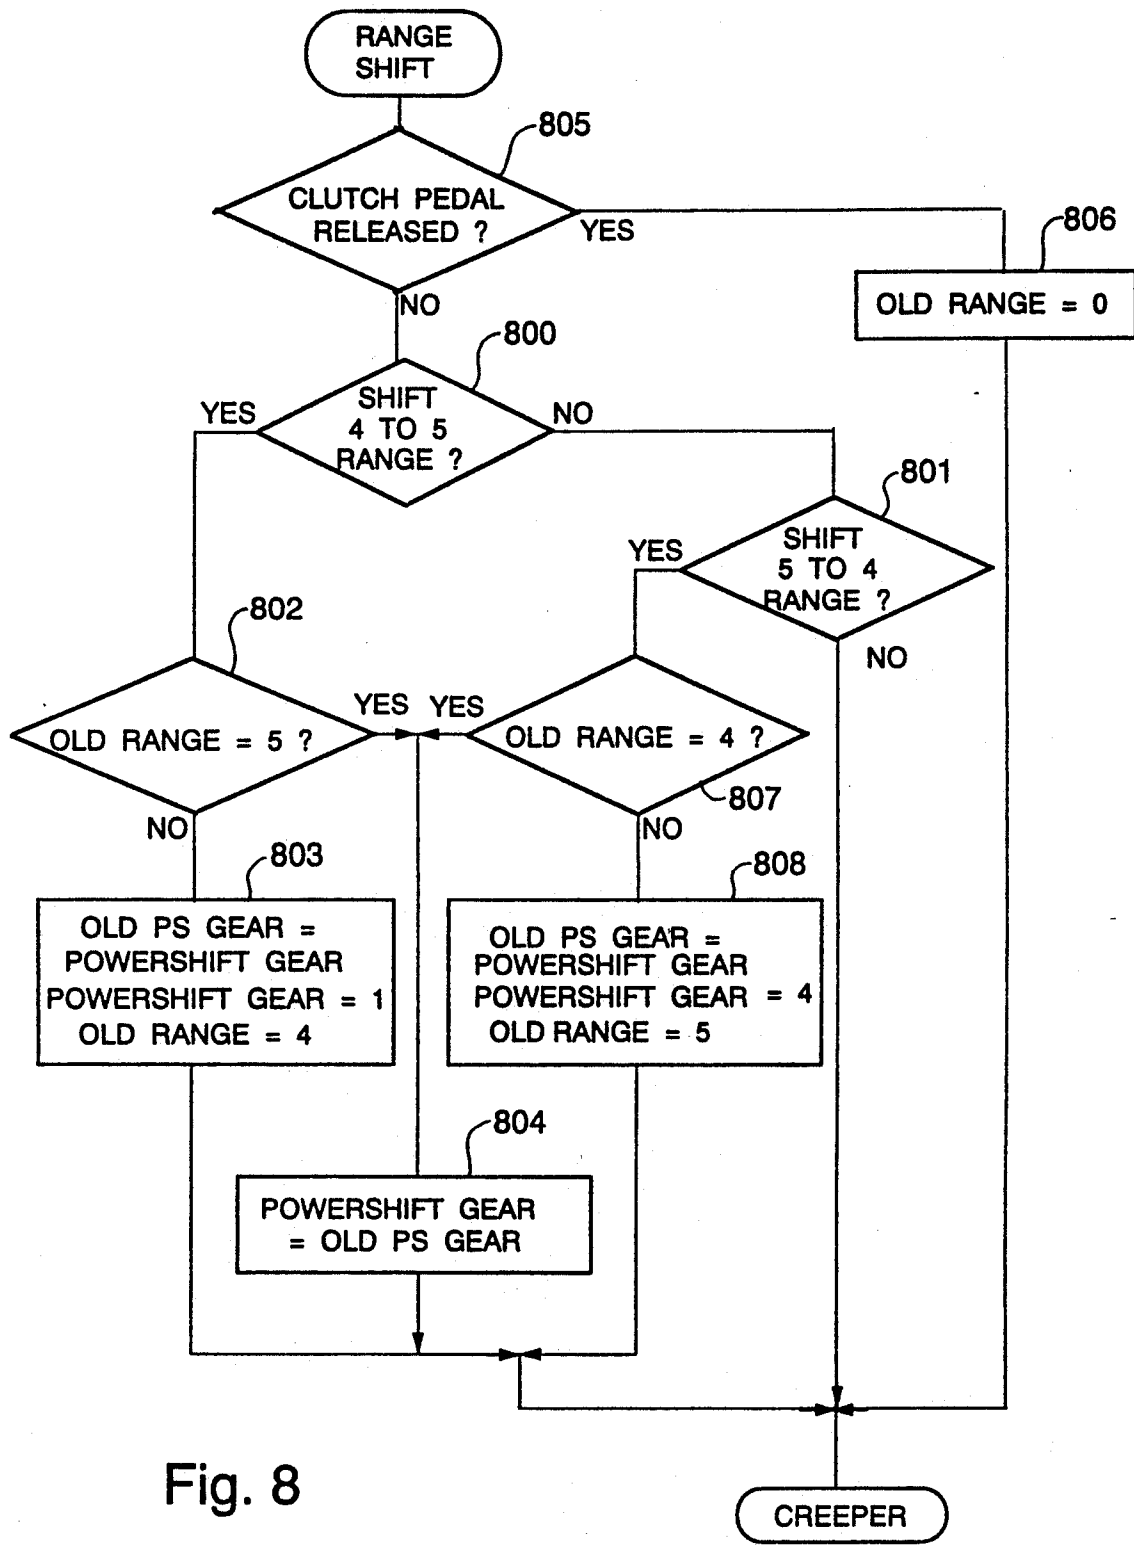 RANGE
SHIFT
805
CLUTCH PEDAL
RELEASED ?
YES
806
OLD RANGE = 0
NO
800
YES
SHIFT
4 TO 5
RANGE ?
NO
801
YES
SHIFT
5 TO 4
RANGE ?
NO
802
OLD RANGE = 5 ?
YES
YES
OLD RANGE = 4 ?
807
NO
NO
803
808
OLD PS GEAR =
POWERSHIFT GEAR
POWERSHIFT GEAR = 1
OLD RANGE = 4
OLD PS GEAR =
POWERSHIFT GEAR
POWERSHIFT GEAR = 4
OLD RANGE = 5
804
POWERSHIFT GEAR
= OLD PS GEAR
Fig. 8
CREEPER